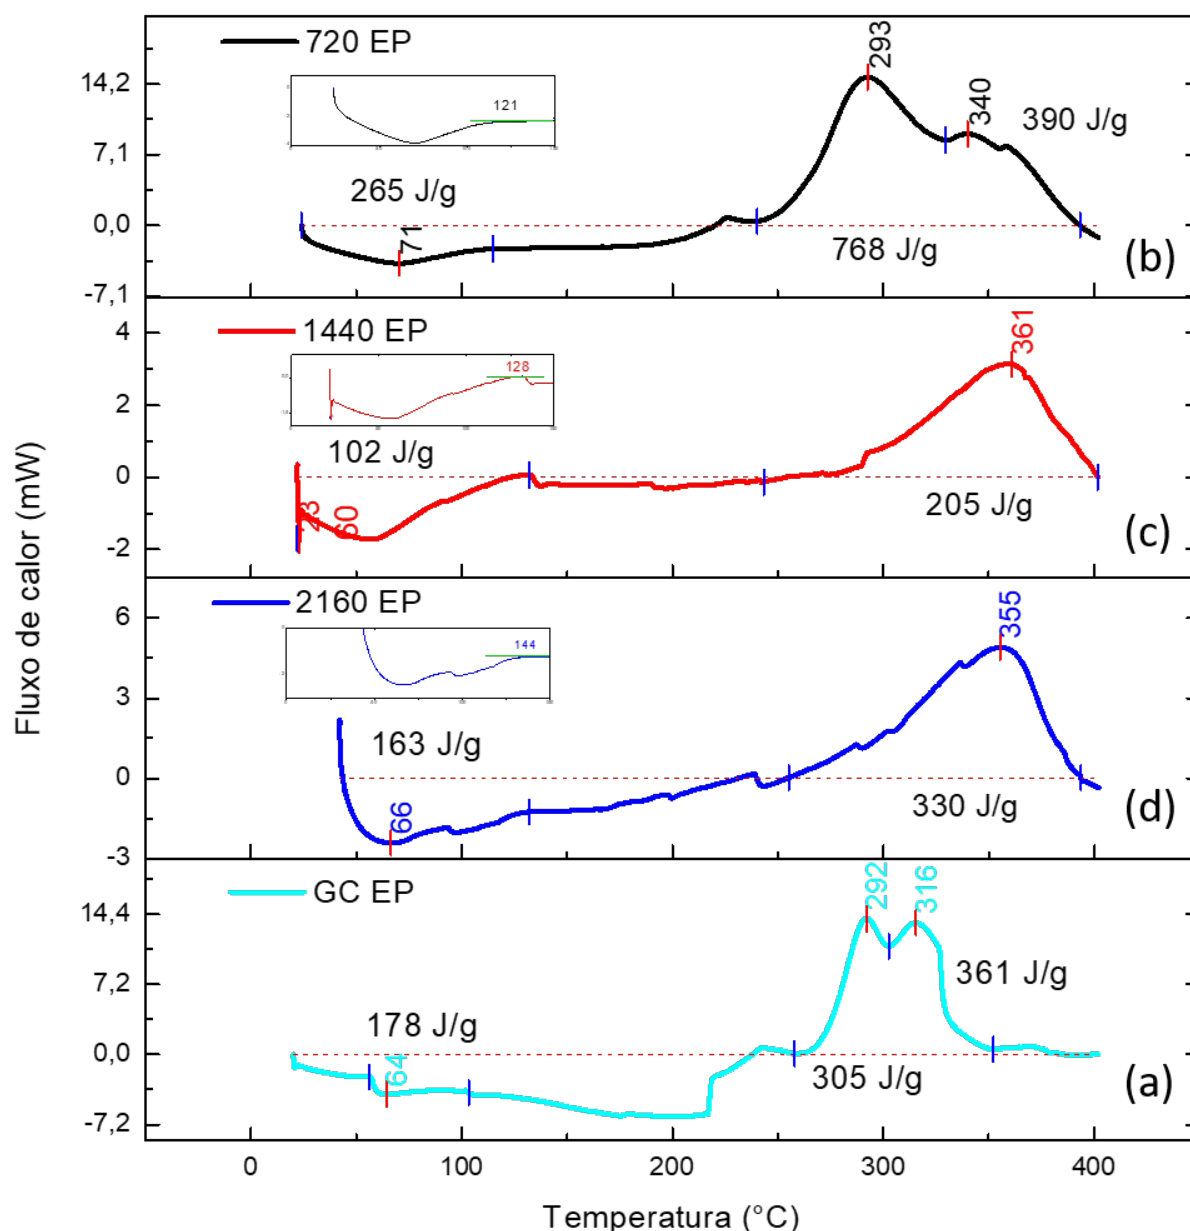 Fluxo de calor (mW)
720 EP
14,2
7,1
0,0
-7,1
121
265 J/g
71
293
340
390 J/g
768 J/g
(b)
1440 EP
4
2
0
-2
128
102 J/g
23
60
361
205 J/g
(c)
2160 EP
6
3
0
-3
144
163 J/g
66
355
330 J/g
(d)
GC EP
14,4
7,2
0,0
-7,2
178 J/g
64
292
316
361 J/g
305 J/g
(a)
0 100 200 300 400
Temperatura (°C)